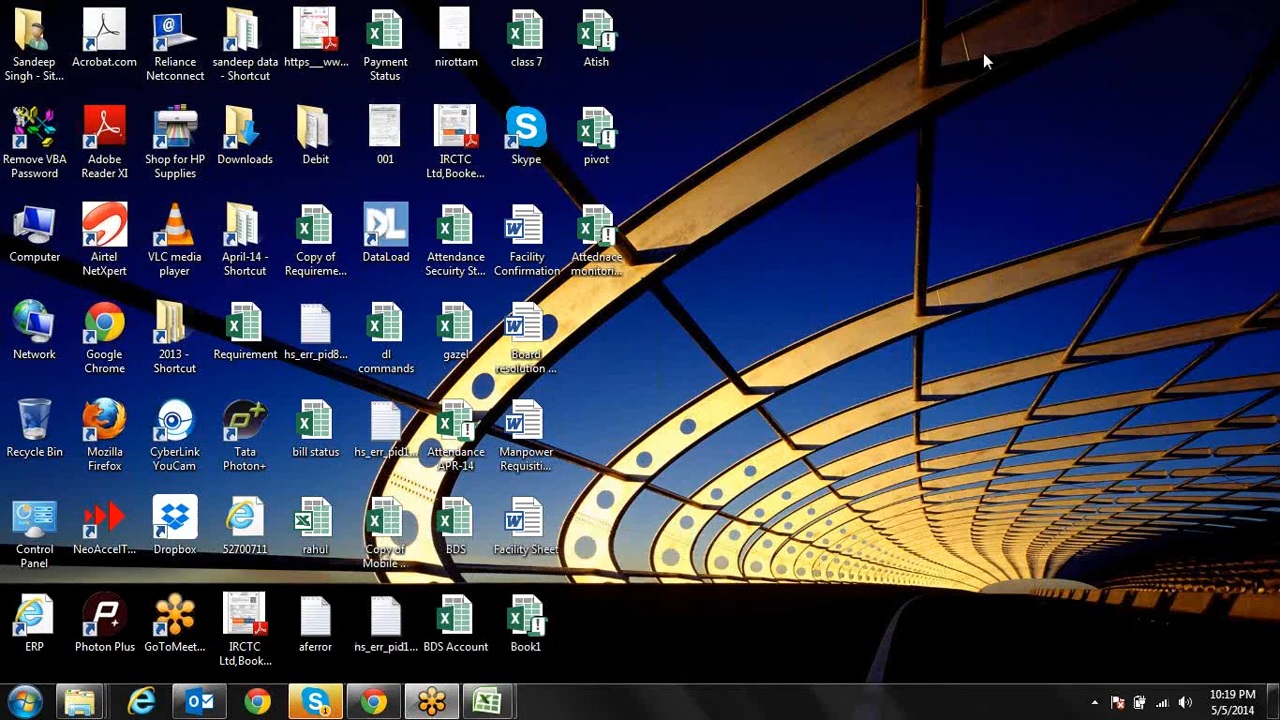 Sandeep
Singh - Sit...
Acrobat.com
Reliance
Netconnect
sandeep data
- Shortcut
https___ww...
Payment
Status
nirottam
class 7
Atish
Remove VBA
Password
Adobe
Reader XI
Shop for HP
Supplies
Downloads
Debit
001
IRCTC
Ltd,Booke...
Skype
pivot
Computer
Airtel
NetXpert
VLC media
player
April-14 -
Shortcut
Copy of
Requireme...
DataLoad
Attendance
Secuirty St...
Facility
Confirmation
Attednace
monitori...
Network
Google
Chrome
2013 -
Shortcut
Requirement
hs_err_pid8...
dl
commands
gazel
Board
resolution ...
Recycle Bin
Mozilla
Firefox
CyberLink
YouCam
Tata
Photon+
bill status
hs_err_pid1...
Attendance
APR-14
Manpower
Requisiti...
Control
Panel
NeoAccelT...
Dropbox
52700711
rahul
Copy of
Mobile ...
BDS
Facility Sheet
ERP
Photon Plus
GoToMeet...
IRCTC
Ltd,Book...
aferror
hs_err_pid1...
BDS Account
Book1
10:19 PM
5/5/2014